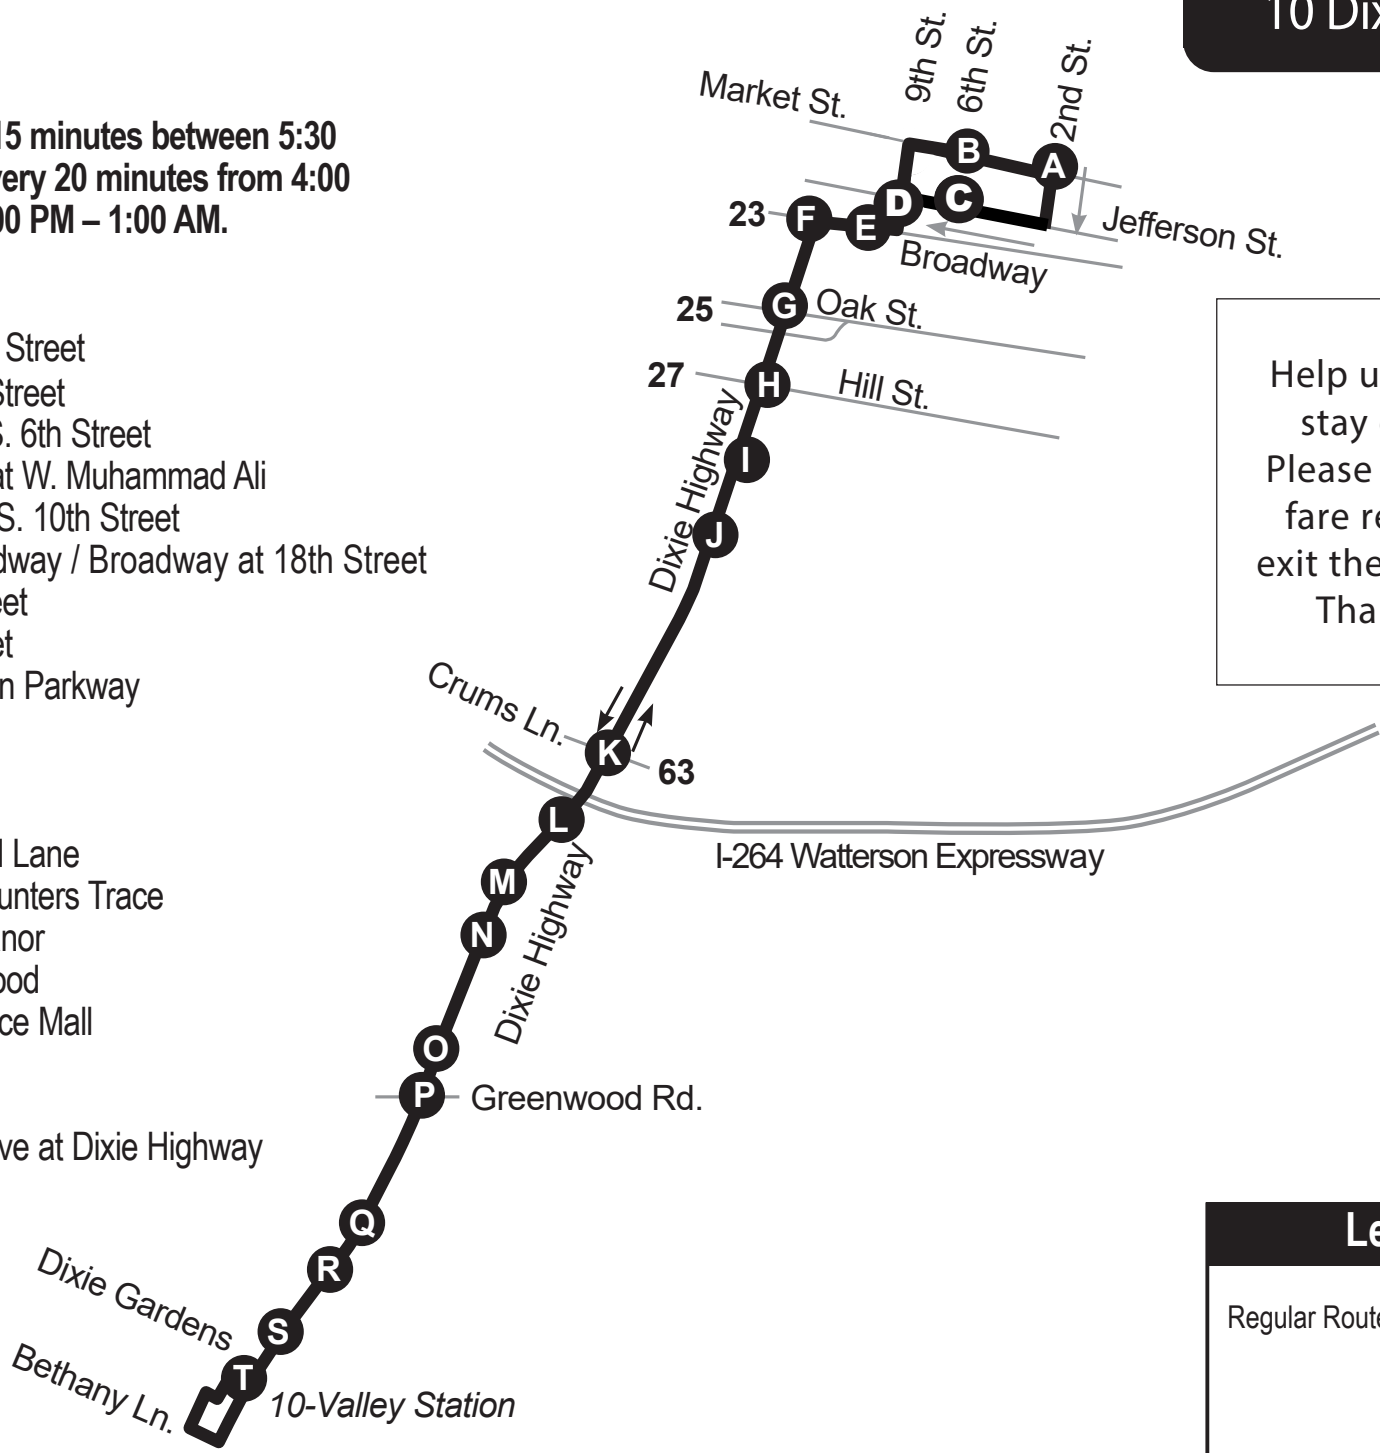 10 Dix
15 minutes between 5:30
very 20 minutes from 4:00
00 PM – 1:00 AM.
Street
Street
S. 6th Street
at W. Muhammad Ali
S. 10th Street
dway / Broadway at 18th Street
eet
et
n Parkway
l Lane
unters Trace
nor
ood
ce Mall
ve at Dixie Highway
9th St.
6th St.
2nd St.
Market St.
B
A
D
C
Jefferson St.
23
F
E
Broadway
25
G
Oak St.
27
H
Hill St.
Dixie Highway
I
J
Crums Ln.
K
63
L
I-264 Watterson Expressway
M
N
Dixie Highway
O
P
Greenwood Rd.
Q
R
Dixie Gardens
S
Bethany Ln.
T
10-Valley Station
Help u
stay
Please
fare re
exit the
Tha
Le
Regular Route